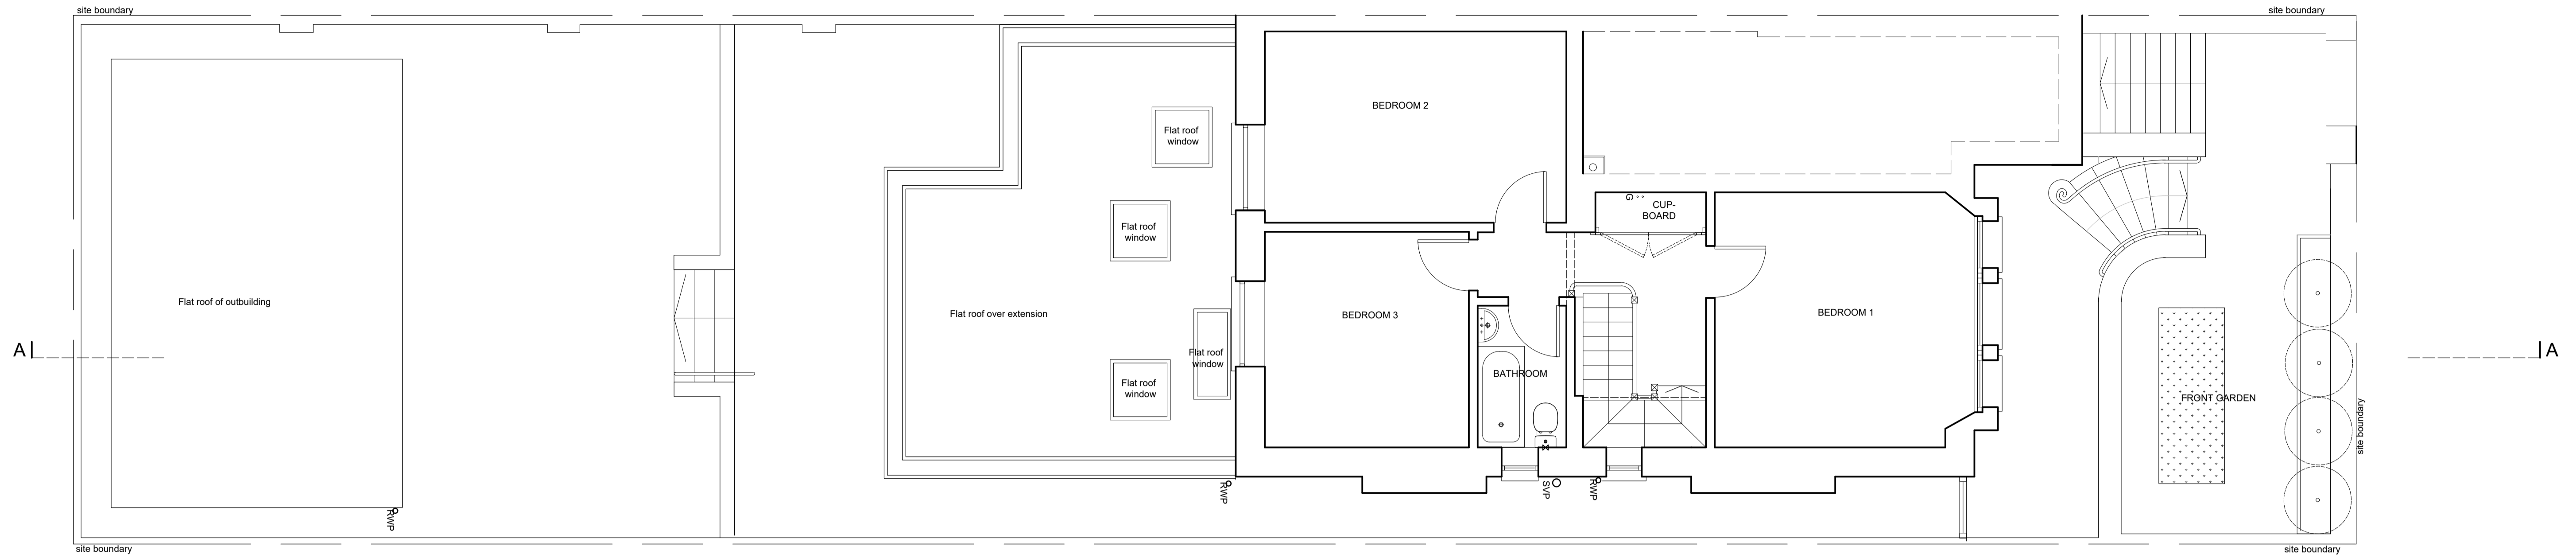 site boundary
site boundary
BEDROOM 2
Flat roof
window
G
CUP-
BOARD
Flat roof
window
Flat roof of outbuilding
Flat roof over extension
BEDROOM 3
BEDROOM 1
A
A
Flat roof
window
BATHROOM
Flat roof
window
FRONT GARDEN
site boundary
RWP
RWP
SVP
RWP
site boundary
site boundary